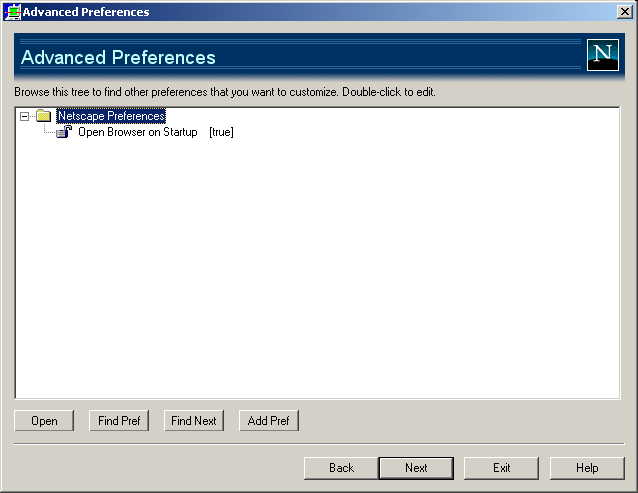 Advanced Preferences
Advanced Preferences
N
Browse this tree to find other preferences that you want to customize. Double-click to edit.
Netscape Preferences
Open Browser on Startup [true]
Open Find Pref Find Next Add Pref
Back Next Exit Help